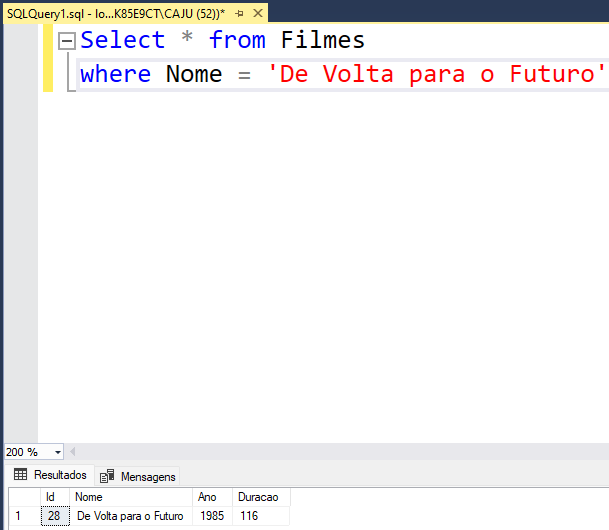 SQLQuery1.sql - lo...K85E9CT\CAJU (52))*
Select * from Filmes
where Nome = 'De Volta para o Futuro'
200 %
Resultados Mensagens
Id Nome Ano Duracao
1 28 De Volta para o Futuro 1985 116